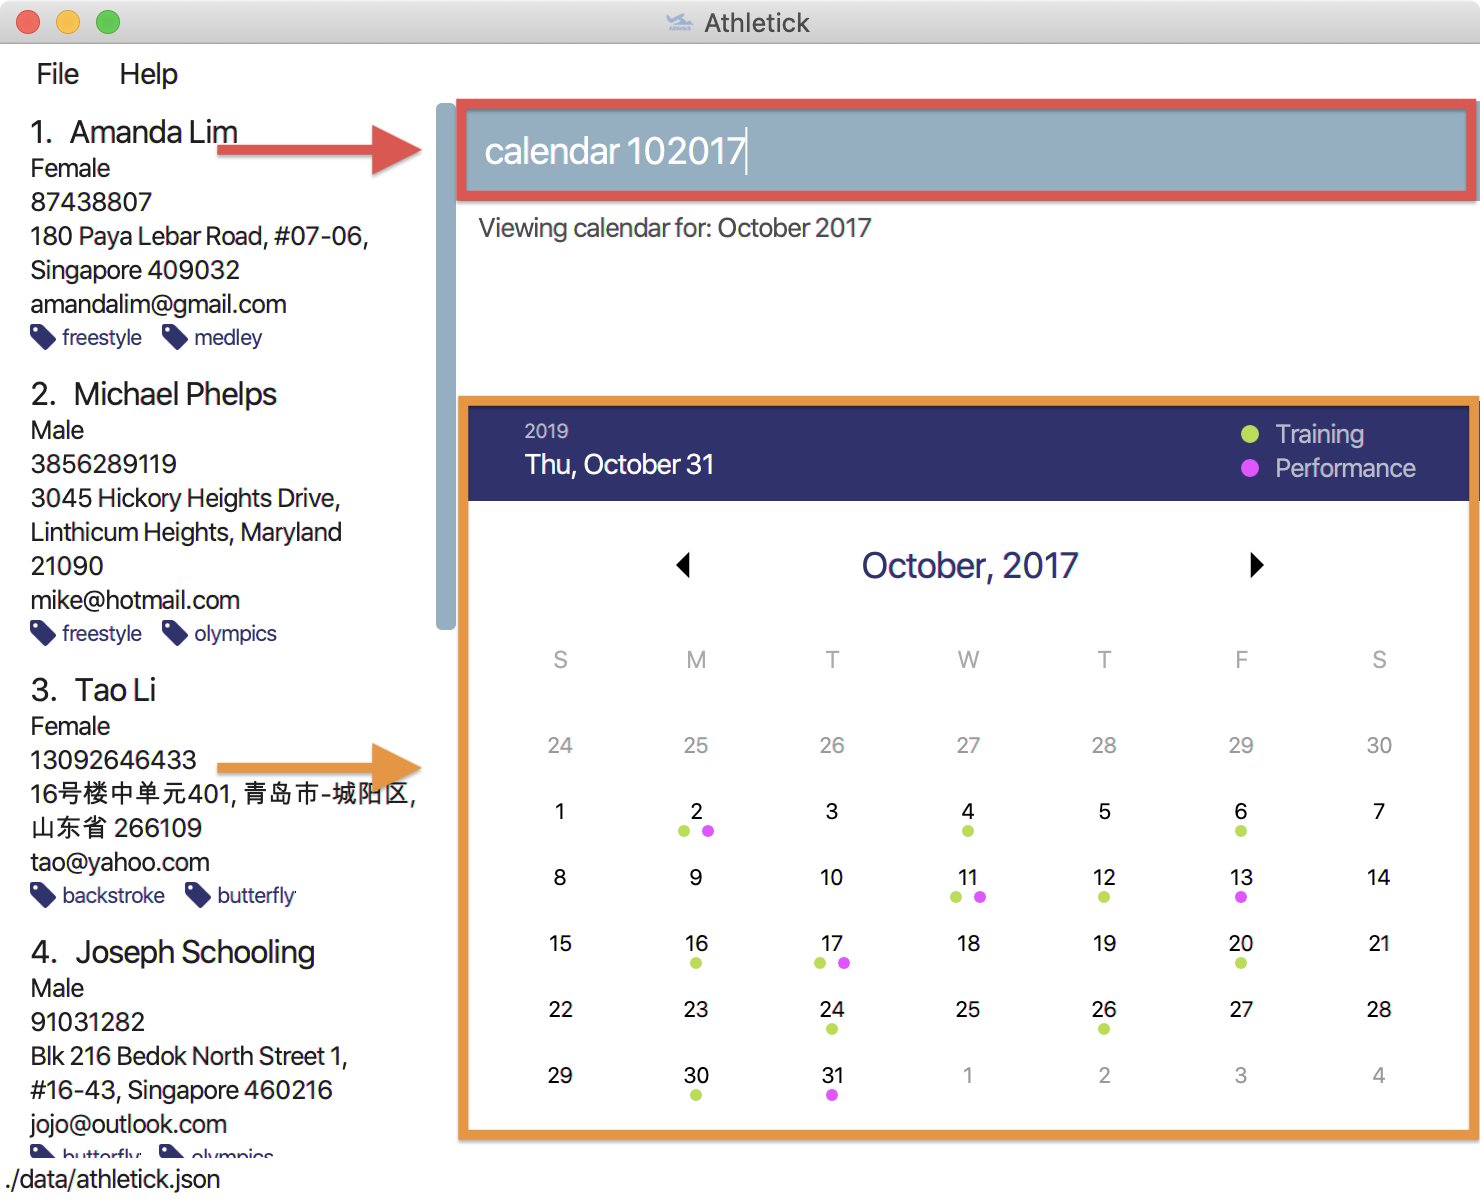 Athletick
File Help
1. Amanda Lim
Female
87438807
180 Paya Lebar Road, #07-06,
Singapore 409032
amandalim@gmail.com
freestyle medley
2. Michael Phelps
Male
3856289119
3045 Hickory Heights Drive,
Linthicum Heights, Maryland
21090
mike@hotmail.com
freestyle olympics
3. Tao Li
Female
13092646433
16号楼中单元401, 青岛市-城阳区,
山东省 266109
tao@yahoo.com
backstroke butterfly
4. Joseph Schooling
Male
91031282
Blk 216 Bedok North Street 1,
#16-43, Singapore 460216
jojo@outlook.com
butterfly olympics
calendar 102017
Viewing calendar for: October 2017
2019
Thu, October 31
Training
Performance
October, 2017
S M T W T F S
24 25 26 27 28 29 30
1 2 3 4 5 6 7
8 9 10 11 12 13 14
15 16 17 18 19 20 21
22 23 24 25 26 27 28
29 30 31 1 2 3 4
./data/athletick.json